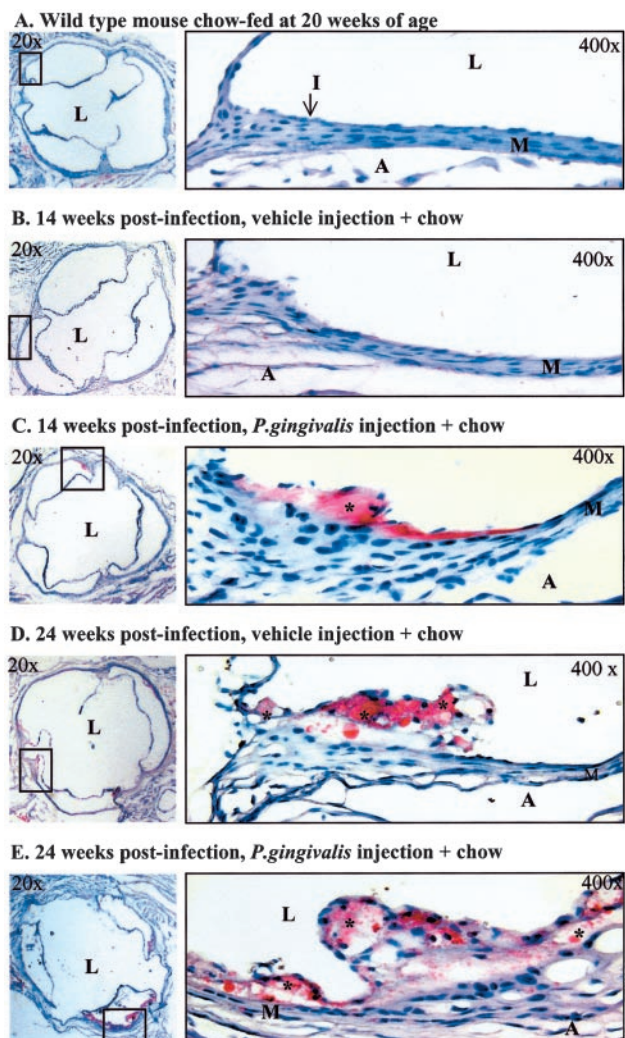 A. Wild type mouse chow-fed at 20 weeks of age
20x
L
L
400x
I
M
A
B. 14 weeks post-infection, vehicle injection + chow
20x
L
L
400x
M
A
C. 14 weeks post-infection, P.gingivalis injection + chow
20x
L
400x
*
M
A
D. 24 weeks post-infection, vehicle injection + chow
20x
L
400 x
L
* * *
M
A
E. 24 weeks post-infection, P.gingivalis injection + chow
20x
L
400x
L
* *
*
M
A